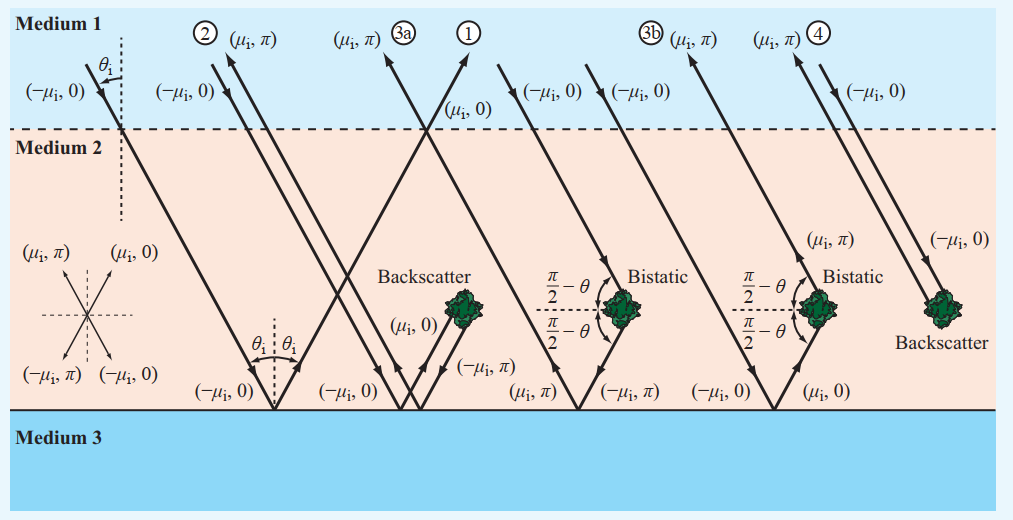 Medium 1
② (μi, π)
(μi, π) ③a
①
③b (μi, π)
(μi, π) ④
θi
(−μi, 0)
(−μi, 0)
(μi, 0)
(−μi, 0)
(−μi, 0)
(−μi, 0)
Medium 2
(μi, π) (μi, 0)
(−μi, π) (−μi, 0)
θi θi
(−μi, 0)
Backscatter
(μi, 0)
(−μi, π)
(−μi, 0)
π/2 − θ
π/2 − θ
Bistatic
(μi, π)
(−μi, π)
(μi, π)
π/2 − θ
π/2 − θ
Bistatic
(−μi, 0)
(μi, 0)
(−μi, 0)
Backscatter
Medium 3